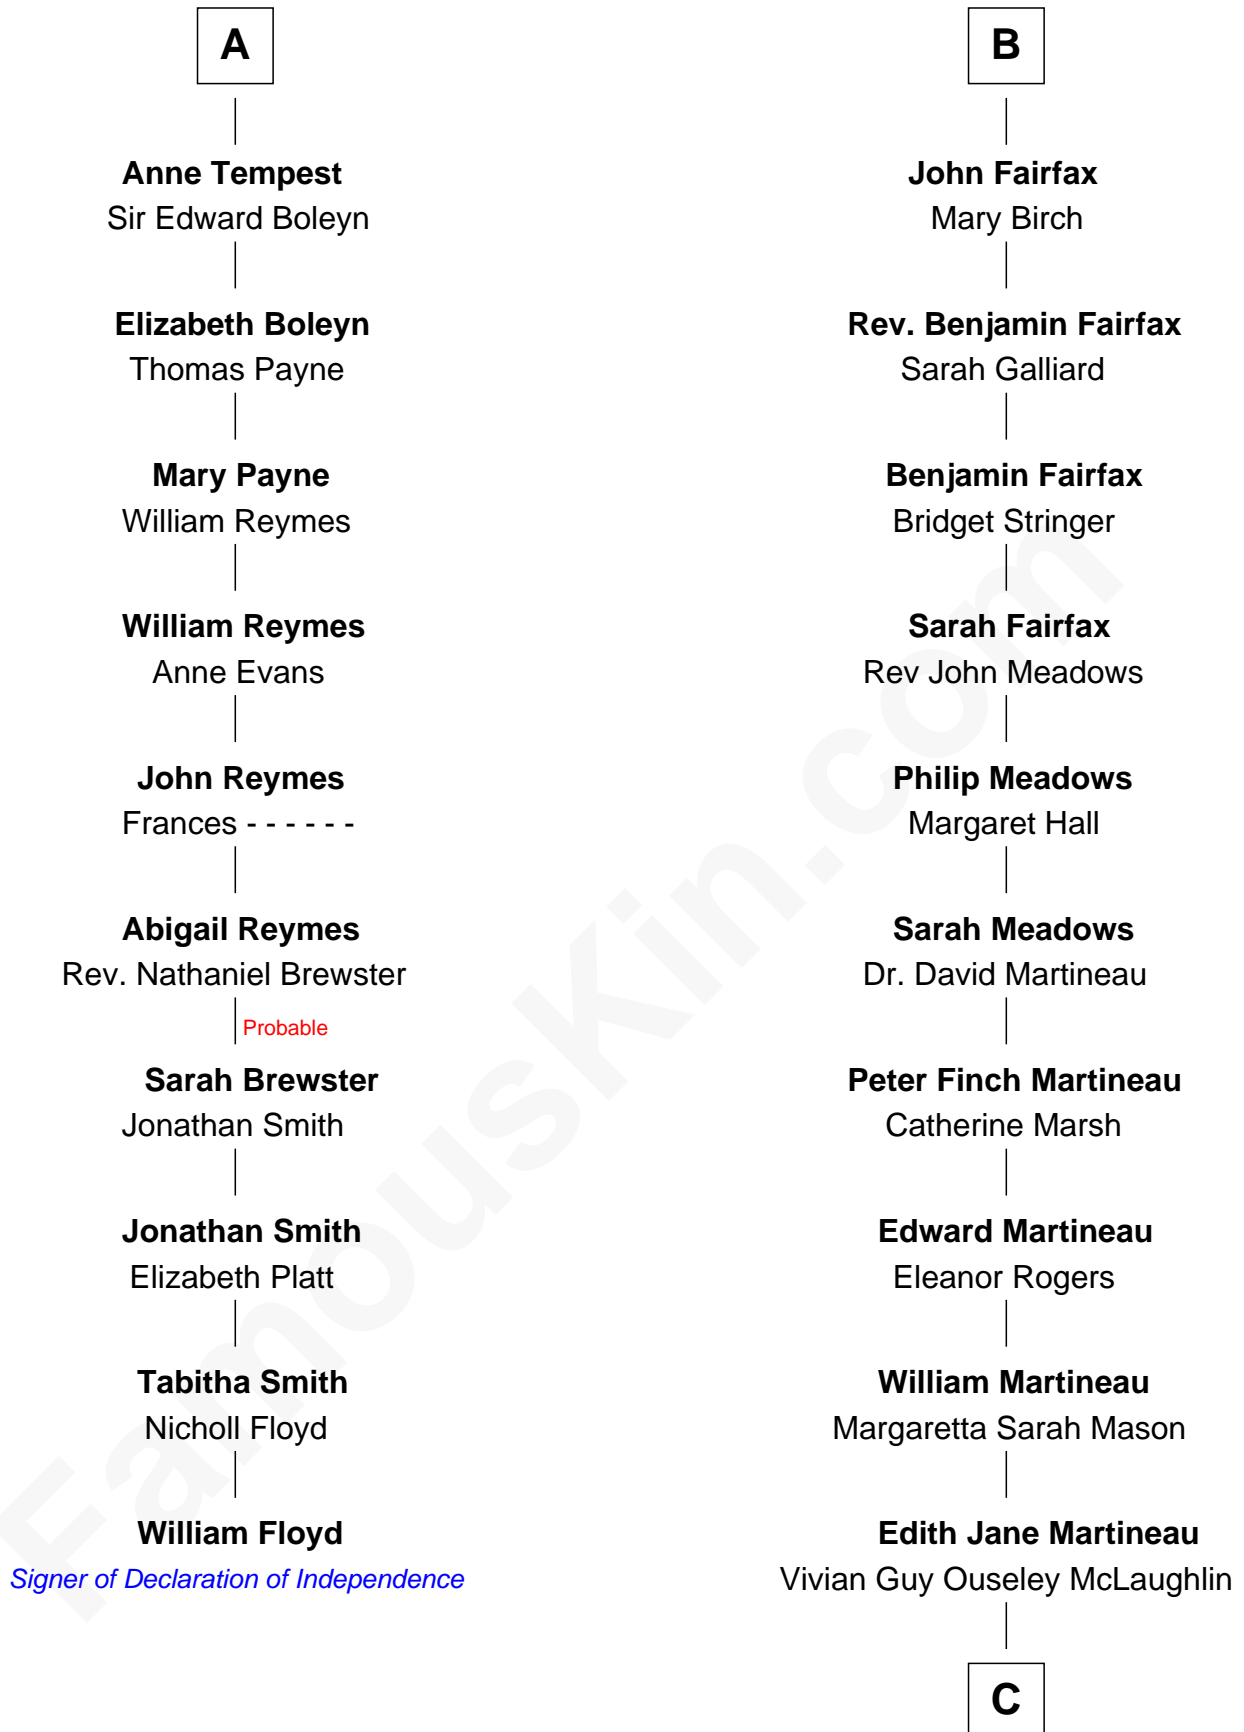 A
Anne Tempest
Sir Edward Boleyn
Elizabeth Boleyn
Thomas Payne
Mary Payne
William Reymes
William Reymes
Anne Evans
John Reymes
Frances - - - - - -
Abigail Reymes
Rev. Nathaniel Brewster
Probable
Sarah Brewster
Jonathan Smith
Jonathan Smith
Elizabeth Platt
Tabitha Smith
Nicholl Floyd
William Floyd
Signer of Declaration of Independence
B
John Fairfax
Mary Birch
Rev. Benjamin Fairfax
Sarah Galliard
Benjamin Fairfax
Bridget Stringer
Sarah Fairfax
Rev John Meadows
Philip Meadows
Margaret Hall
Sarah Meadows
Dr. David Martineau
Peter Finch Martineau
Catherine Marsh
Edward Martineau
Eleanor Rogers
William Martineau
Margaretta Sarah Mason
Edith Jane Martineau
Vivian Guy Ouseley McLaughlin
C
FamousKin.com